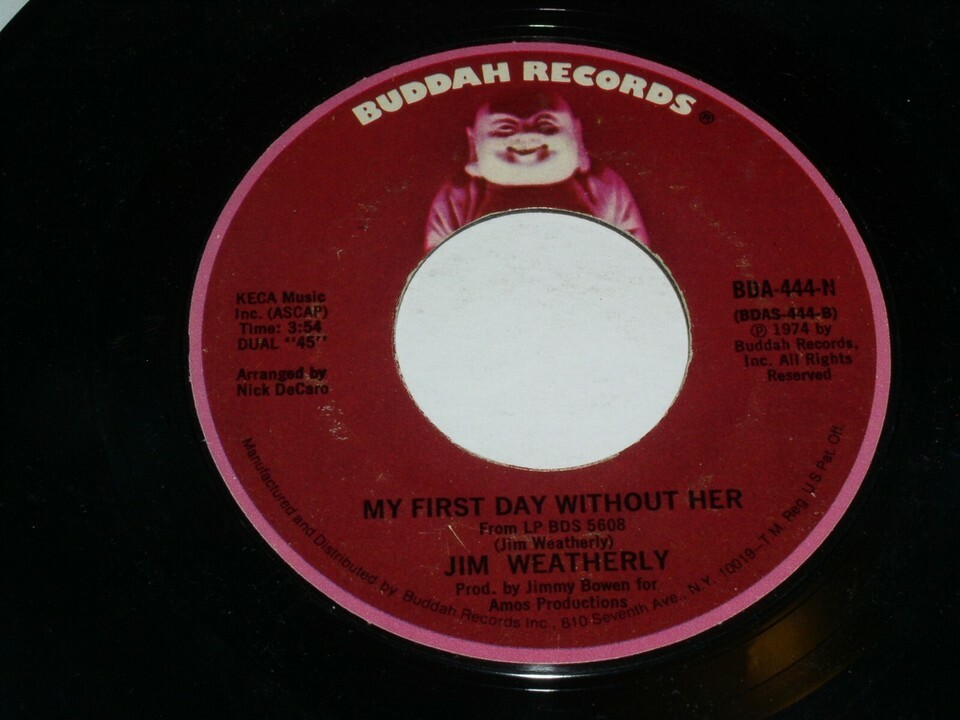 BUDDAH RECORDS ®
KECA Music
Inc. (ASCAP)
Time: 3:54
DUAL "45"
Arranged by
Nick DeCaro
BDA-444-N
(BDAS-444-B)
℗ 1974 by
Buddah Records,
Inc. All Rights
Reserved
MY FIRST DAY WITHOUT HER
From LP BDS 5608
(Jim Weatherly)
JIM WEATHERLY
Prod. by Jimmy Bowen for
Amos Productions
Manufactured and Distributed by Buddah Records Inc., 810 Seventh Ave., N.Y. 10019-T M. Reg. U S Pat. Off.